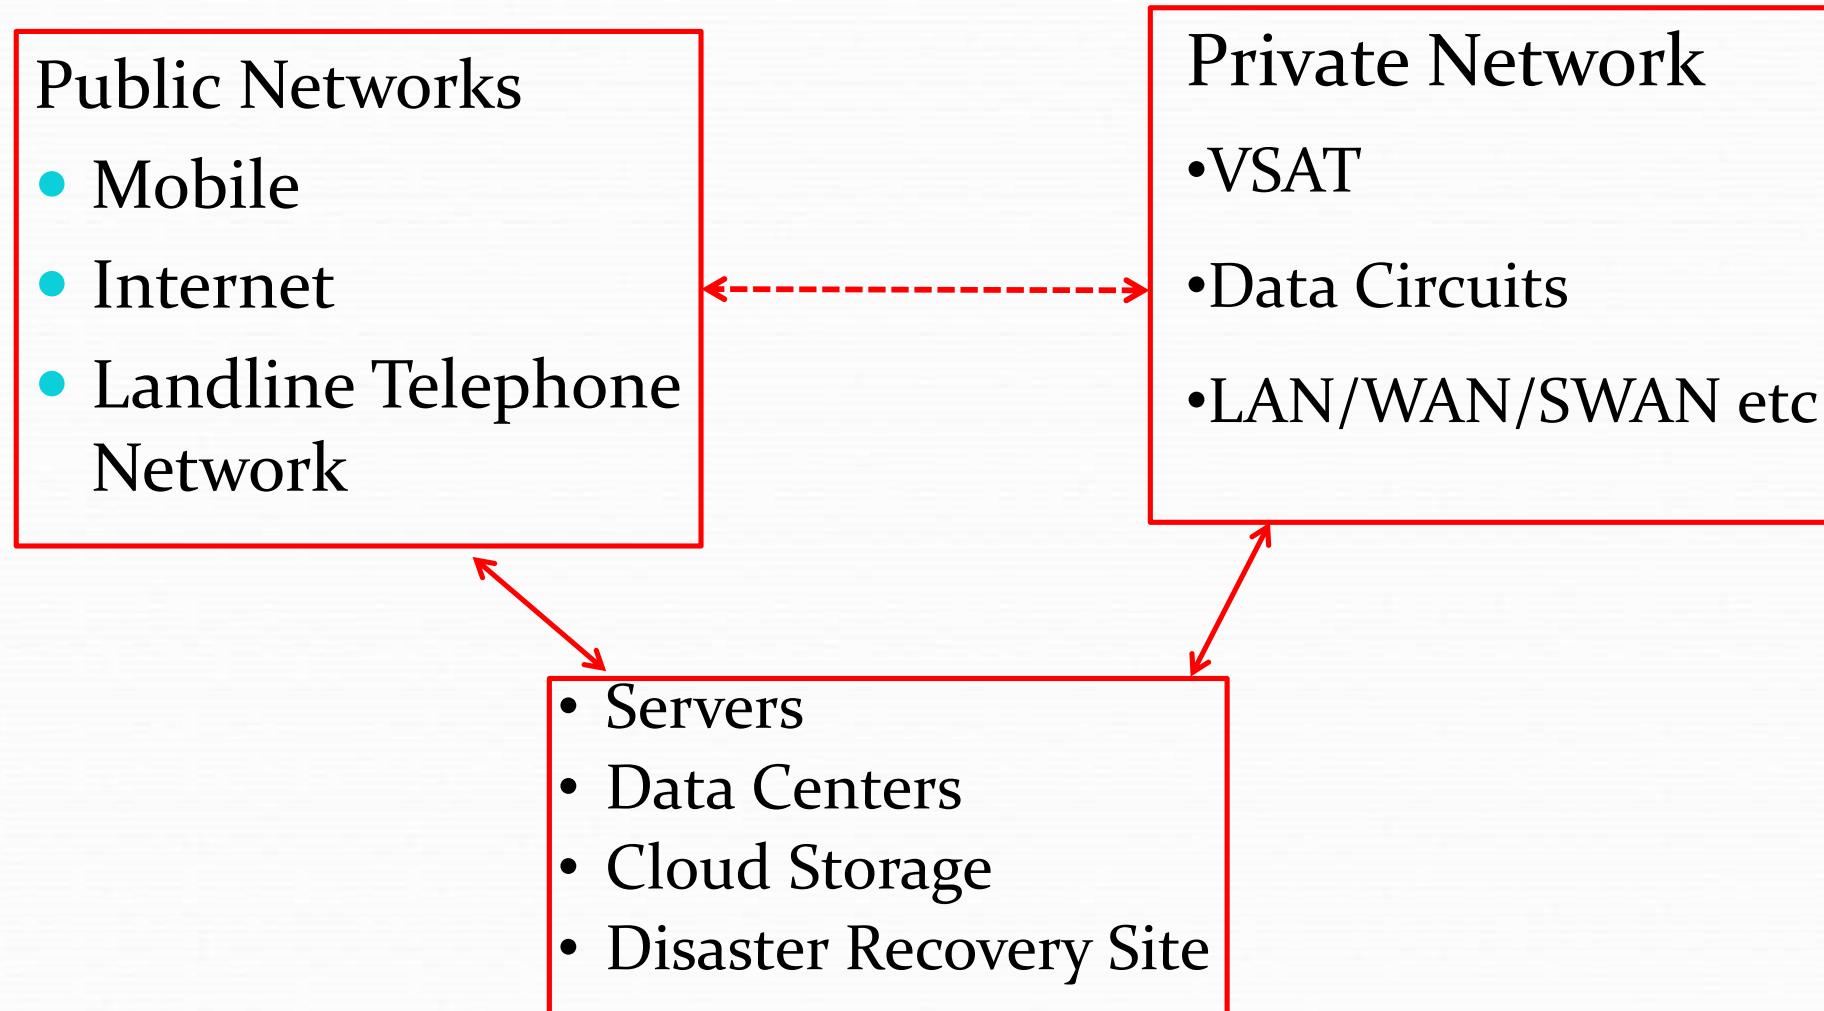 Public Networks
• Mobile
• Internet
• Landline Telephone
Network
Private Network
•VSAT
•Data Circuits
•LAN/WAN/SWAN etc
• Servers
• Data Centers
• Cloud Storage
• Disaster Recovery Site